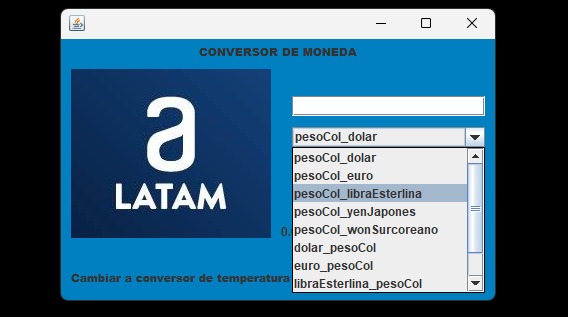 CONVERSOR DE MONEDA
a
LATAM
pesoCol_dolar
pesoCol_dolar
pesoCol_euro
pesoCol_libraEsterlina
pesoCol_yenJapones
pesoCol_wonSurcoreano
dolar_pesoCol
euro_pesoCol
libraEsterlina_pesoCol
0.
Cambiar a conversor de temperatura